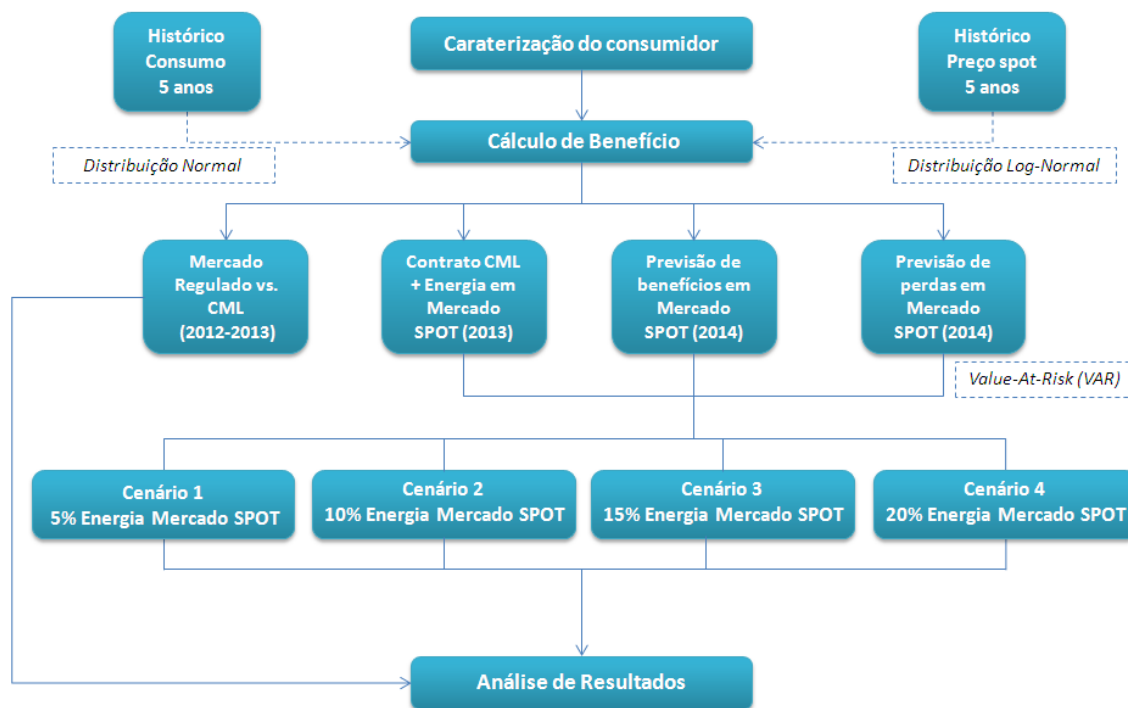 Histórico
Consumo
5 anos
Caraterização do consumidor
Histórico
Preço spot
5 anos
Cálculo de Benefício
Distribuição Normal
Distribuição Log-Normal
Mercado
Regulado vs.
CML
(2012-2013)
Contrato CML
+ Energia em
Mercado
SPOT (2013)
Previsão de
benefícios em
Mercado
SPOT (2014)
Previsão de
perdas em
Mercado
SPOT (2014)
Value-At-Risk (VAR)
Cenário 1
5% Energia Mercado SPOT
Cenário 2
10% Energia Mercado SPOT
Cenário 3
15% Energia Mercado SPOT
Cenário 4
20% Energia Mercado SPOT
Análise de Resultados